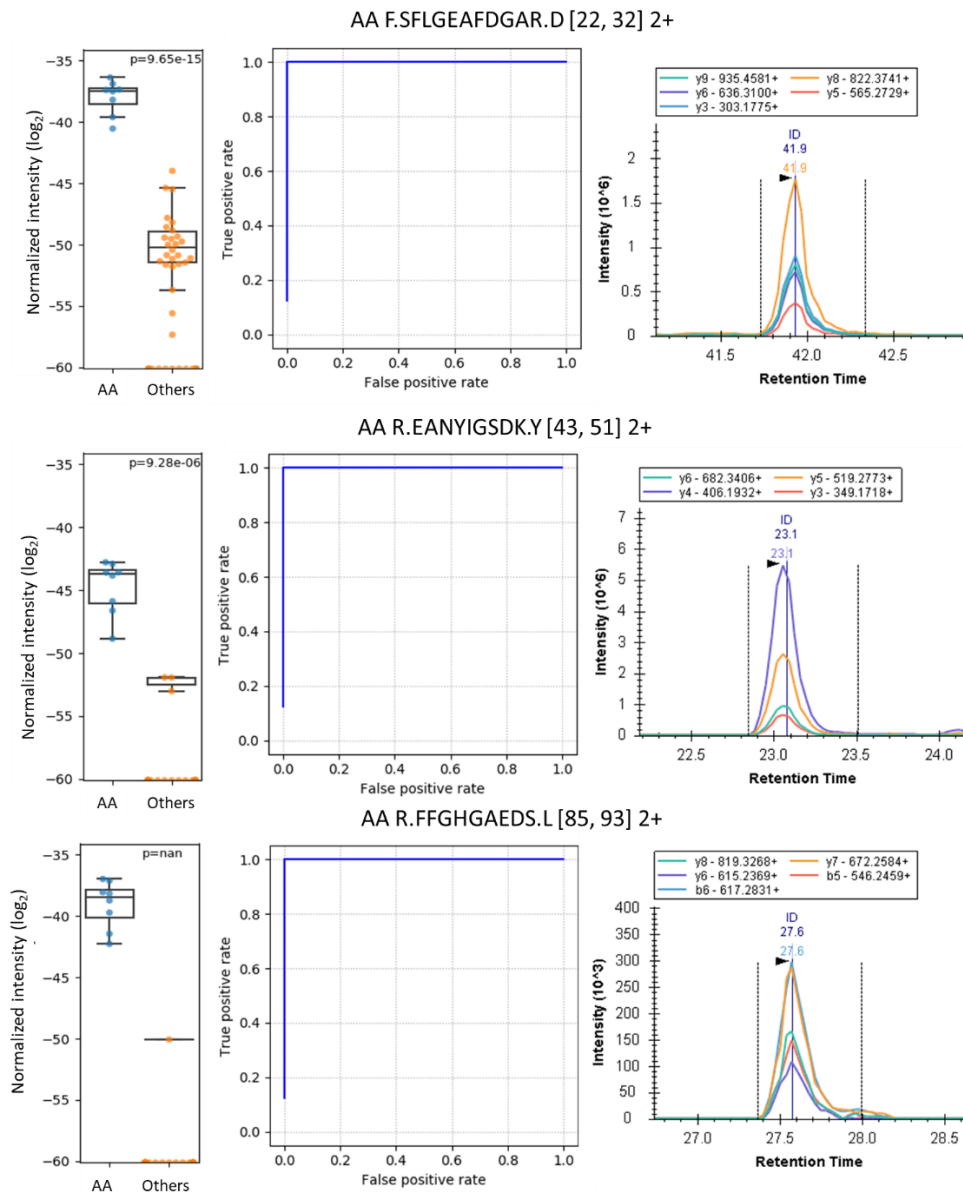 AA F.SFLGEAFDGAR.D [22, 32] 2+
p=9.65e-15
Normalized intensity (log2)
−35
−40
−45
−50
−55
−60
AA Others
True positive rate
1.0
0.8
0.6
0.4
0.2
0.0
0.0 0.2 0.4 0.6 0.8 1.0
False positive rate
y9 - 935.4581+ y8 - 822.3741+
y6 - 636.3100+ y5 - 565.2729+
y3 - 303.1775+
ID
41.9
41.9
Intensity (10^6)
2
1.5
1
0.5
0
41.5 42.0 42.5
Retention Time
AA R.EANYIGSDK.Y [43, 51] 2+
p=9.28e-06
Normalized intensity (log2)
−35
−40
−45
−50
−55
−60
AA Others
True positive rate
1.0
0.8
0.6
0.4
0.2
0.0
0.0 0.2 0.4 0.6 0.8 1.0
False positive rate
y6 - 682.3406+ y5 - 519.2773+
y4 - 406.1932+ y3 - 349.1718+
ID
23.1
23.1
Intensity (10^6)
7
6
5
4
3
2
1
0
22.5 23.0 23.5 24.0
Retention Time
AA R.FFGHGAEDS.L [85, 93] 2+
p=nan
Normalized intensity (log2)
−35
−40
−45
−50
−55
−60
AA Others
True positive rate
1.0
0.8
0.6
0.4
0.2
0.0
0.0 0.2 0.4 0.6 0.8 1.0
False positive rate
y8 - 819.3268+ y7 - 672.2584+
y6 - 615.2369+ b5 - 546.2459+
b6 - 617.2831+
ID
27.6
27.6
Intensity (10^3)
400
350
300
250
200
150
100
50
0
27.0 27.5 28.0 28.5
Retention Time